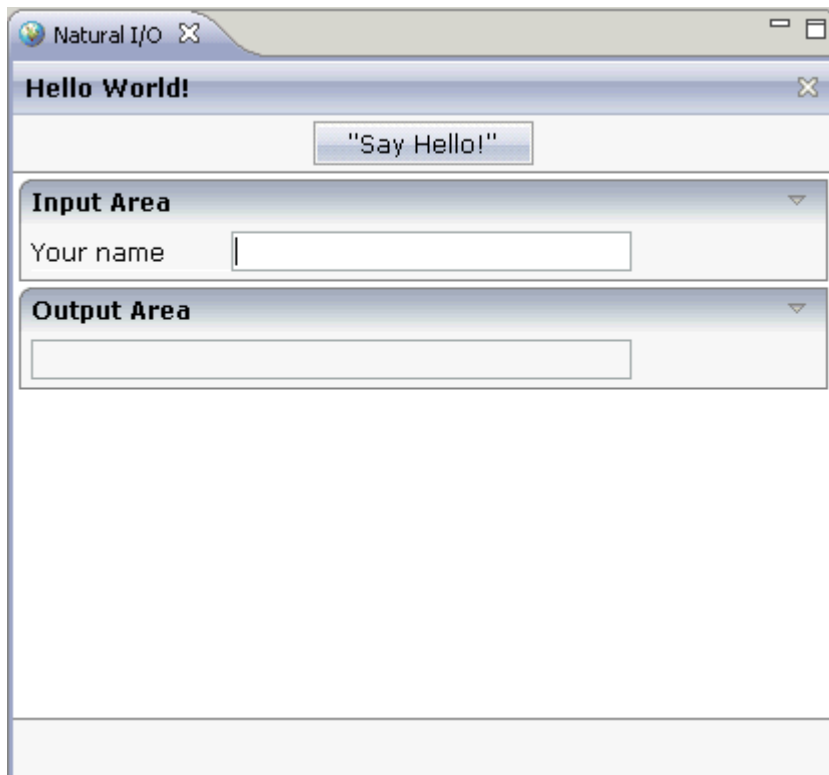 Natural I/O
Hello World!
"Say Hello!"
Input Area
Your name
Output Area